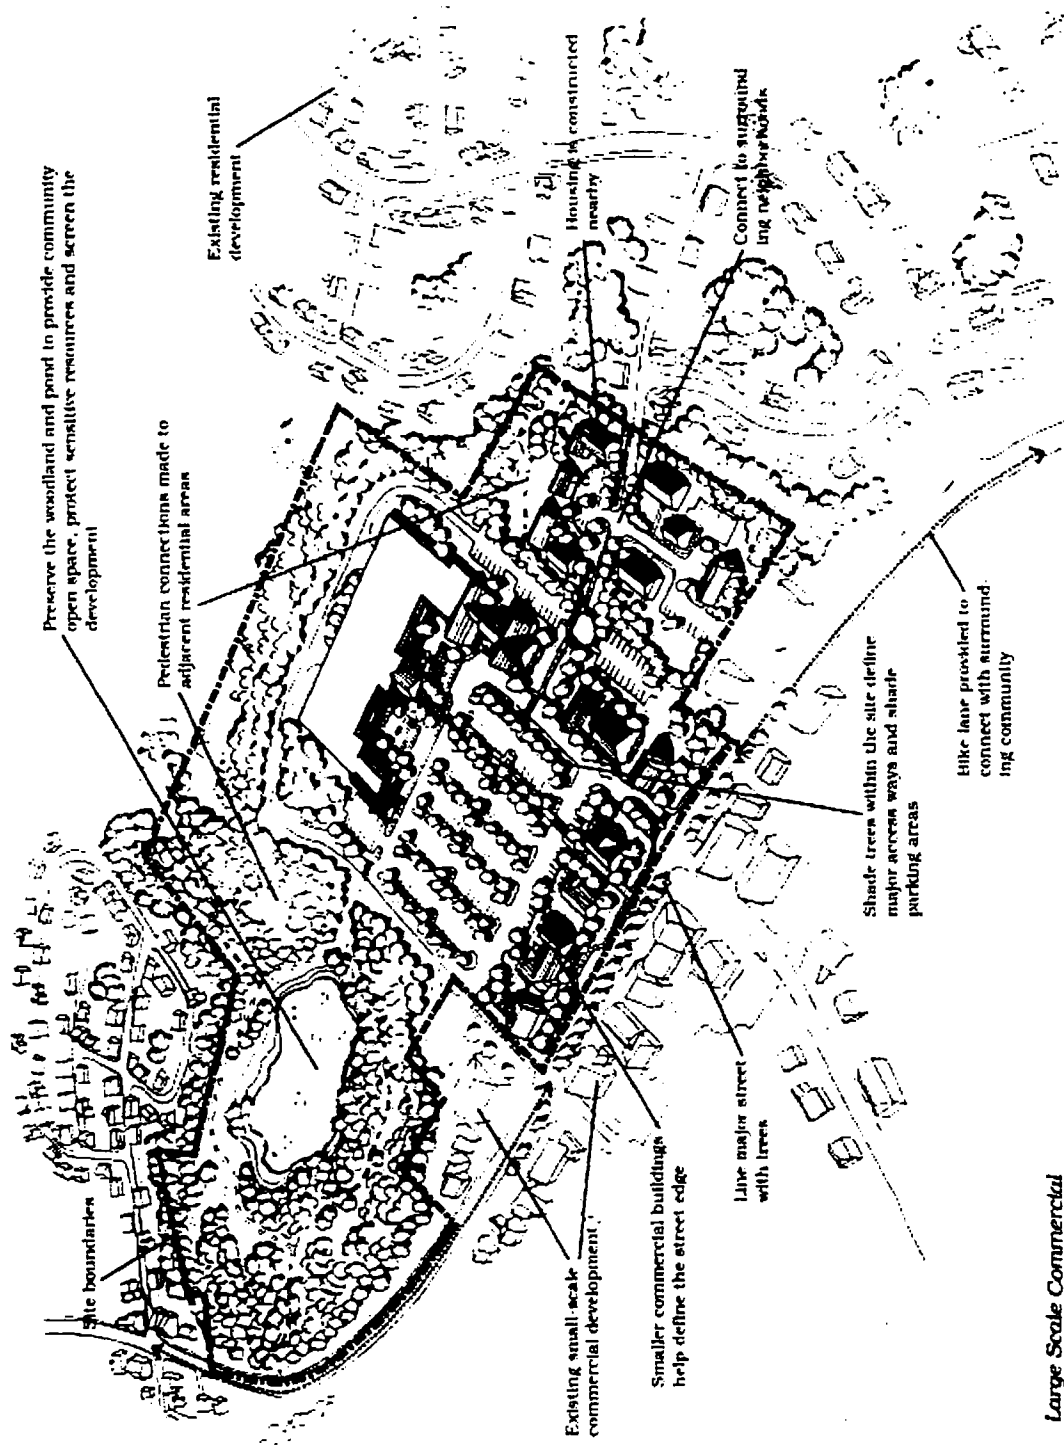 Preserve the woodland and pond to provide community
open space, protect sensitive resources and screen the
development
Pedestrian connections made to
adjacent residential areas
Existing residential
development
Housing is constructed
nearby
Connect to surround
ing neighborhoods
Site boundaries
Existing small-scale
commercial development
Smaller commercial buildings
help define the street edge
Line major street
with trees
Shade trees within the site define
major access ways and shade
parking areas
Bike lane provided to
connect with surround-
ing community
Large Scale Commercial